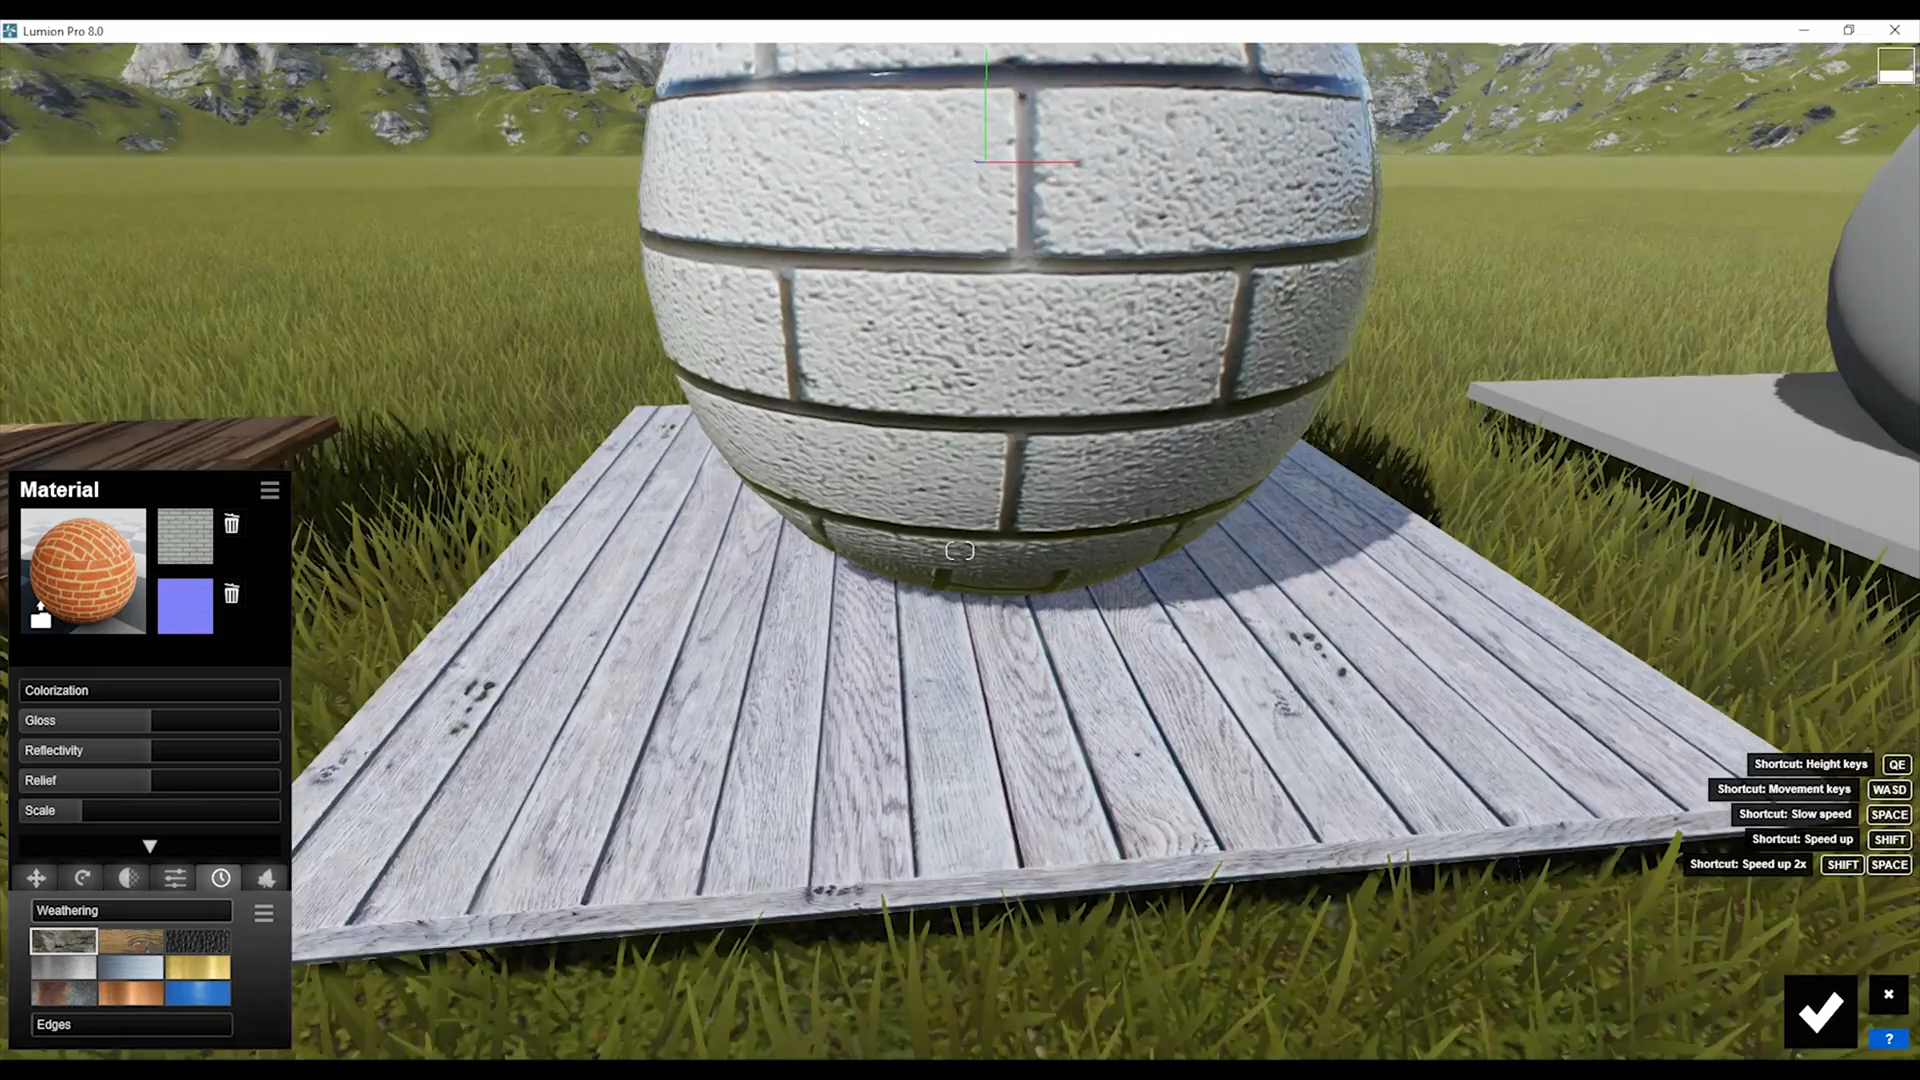 Lumion Pro 8.0
Material
Colorization
Gloss
Reflectivity
Relief
Scale
Weathering
Edges
Shortcut: Height keys QE
Shortcut: Movement keys WASD
Shortcut: Slow speed SPACE
Shortcut: Speed up SHIFT
Shortcut: Speed up 2x SHIFT SPACE
?